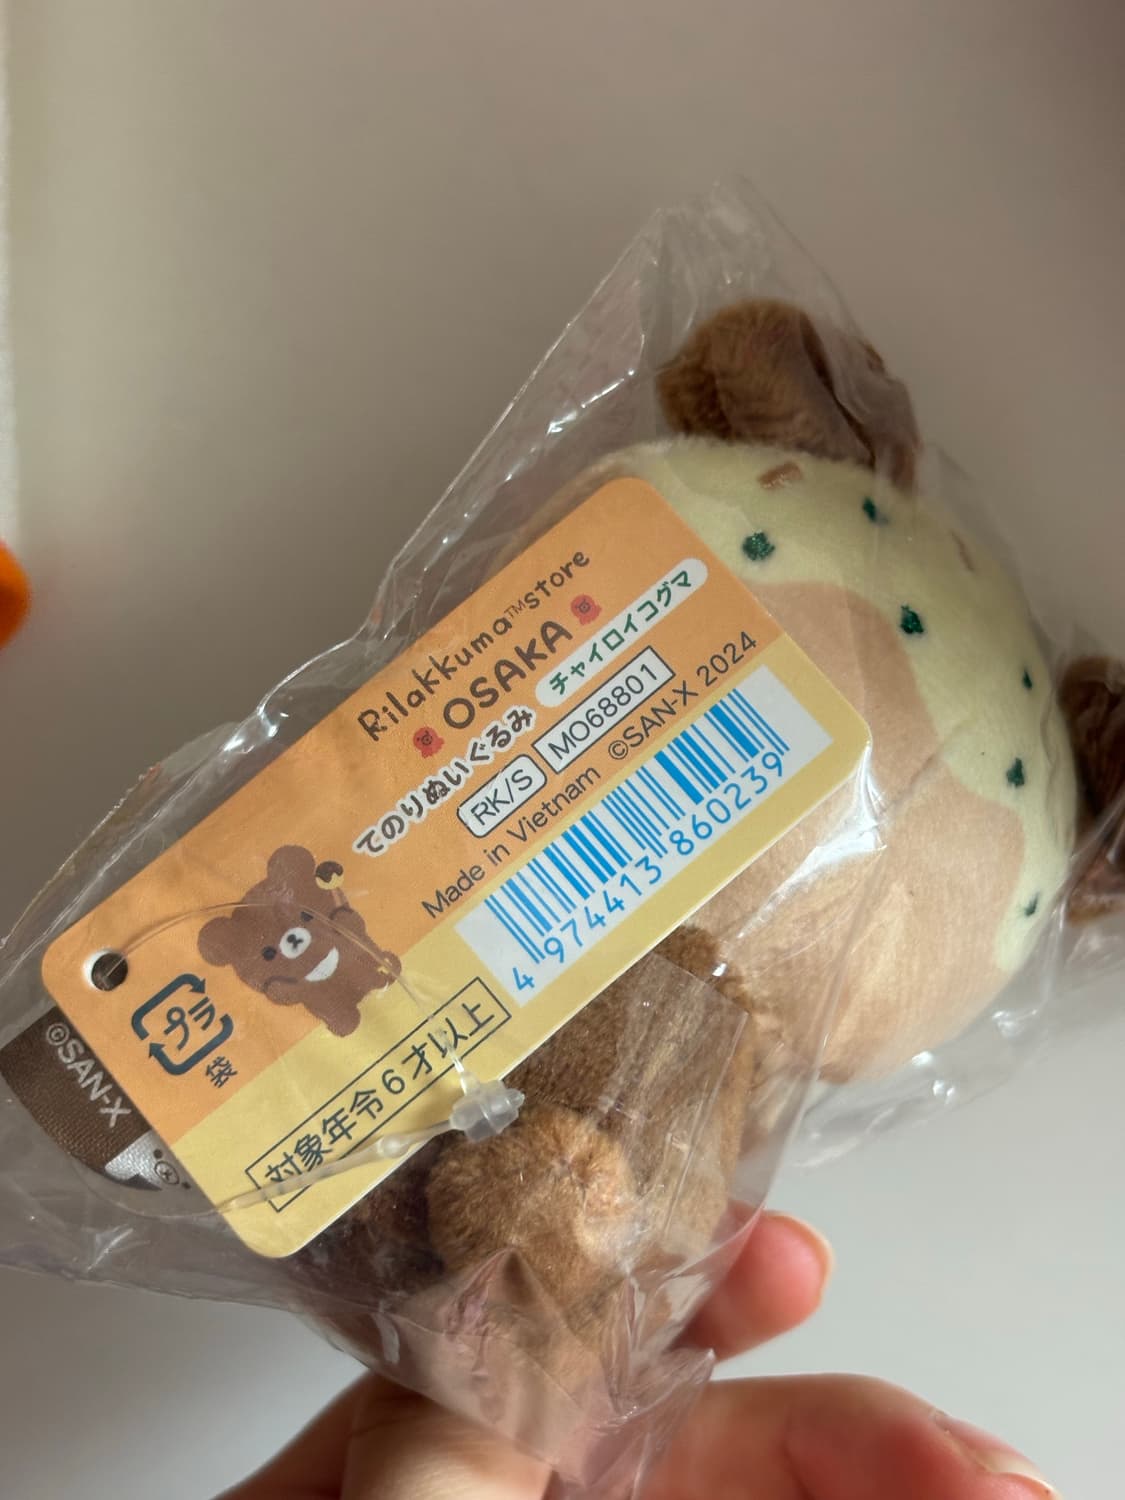 Rilakkuma™store
OSAKA
てのりぬいぐるみ チャイロイコグマ
RK/S MO68801
Made in Vietnam ©SAN-X 2024
4 974413 860239
プラ
袋
対象年令6才以上
©SAN-X